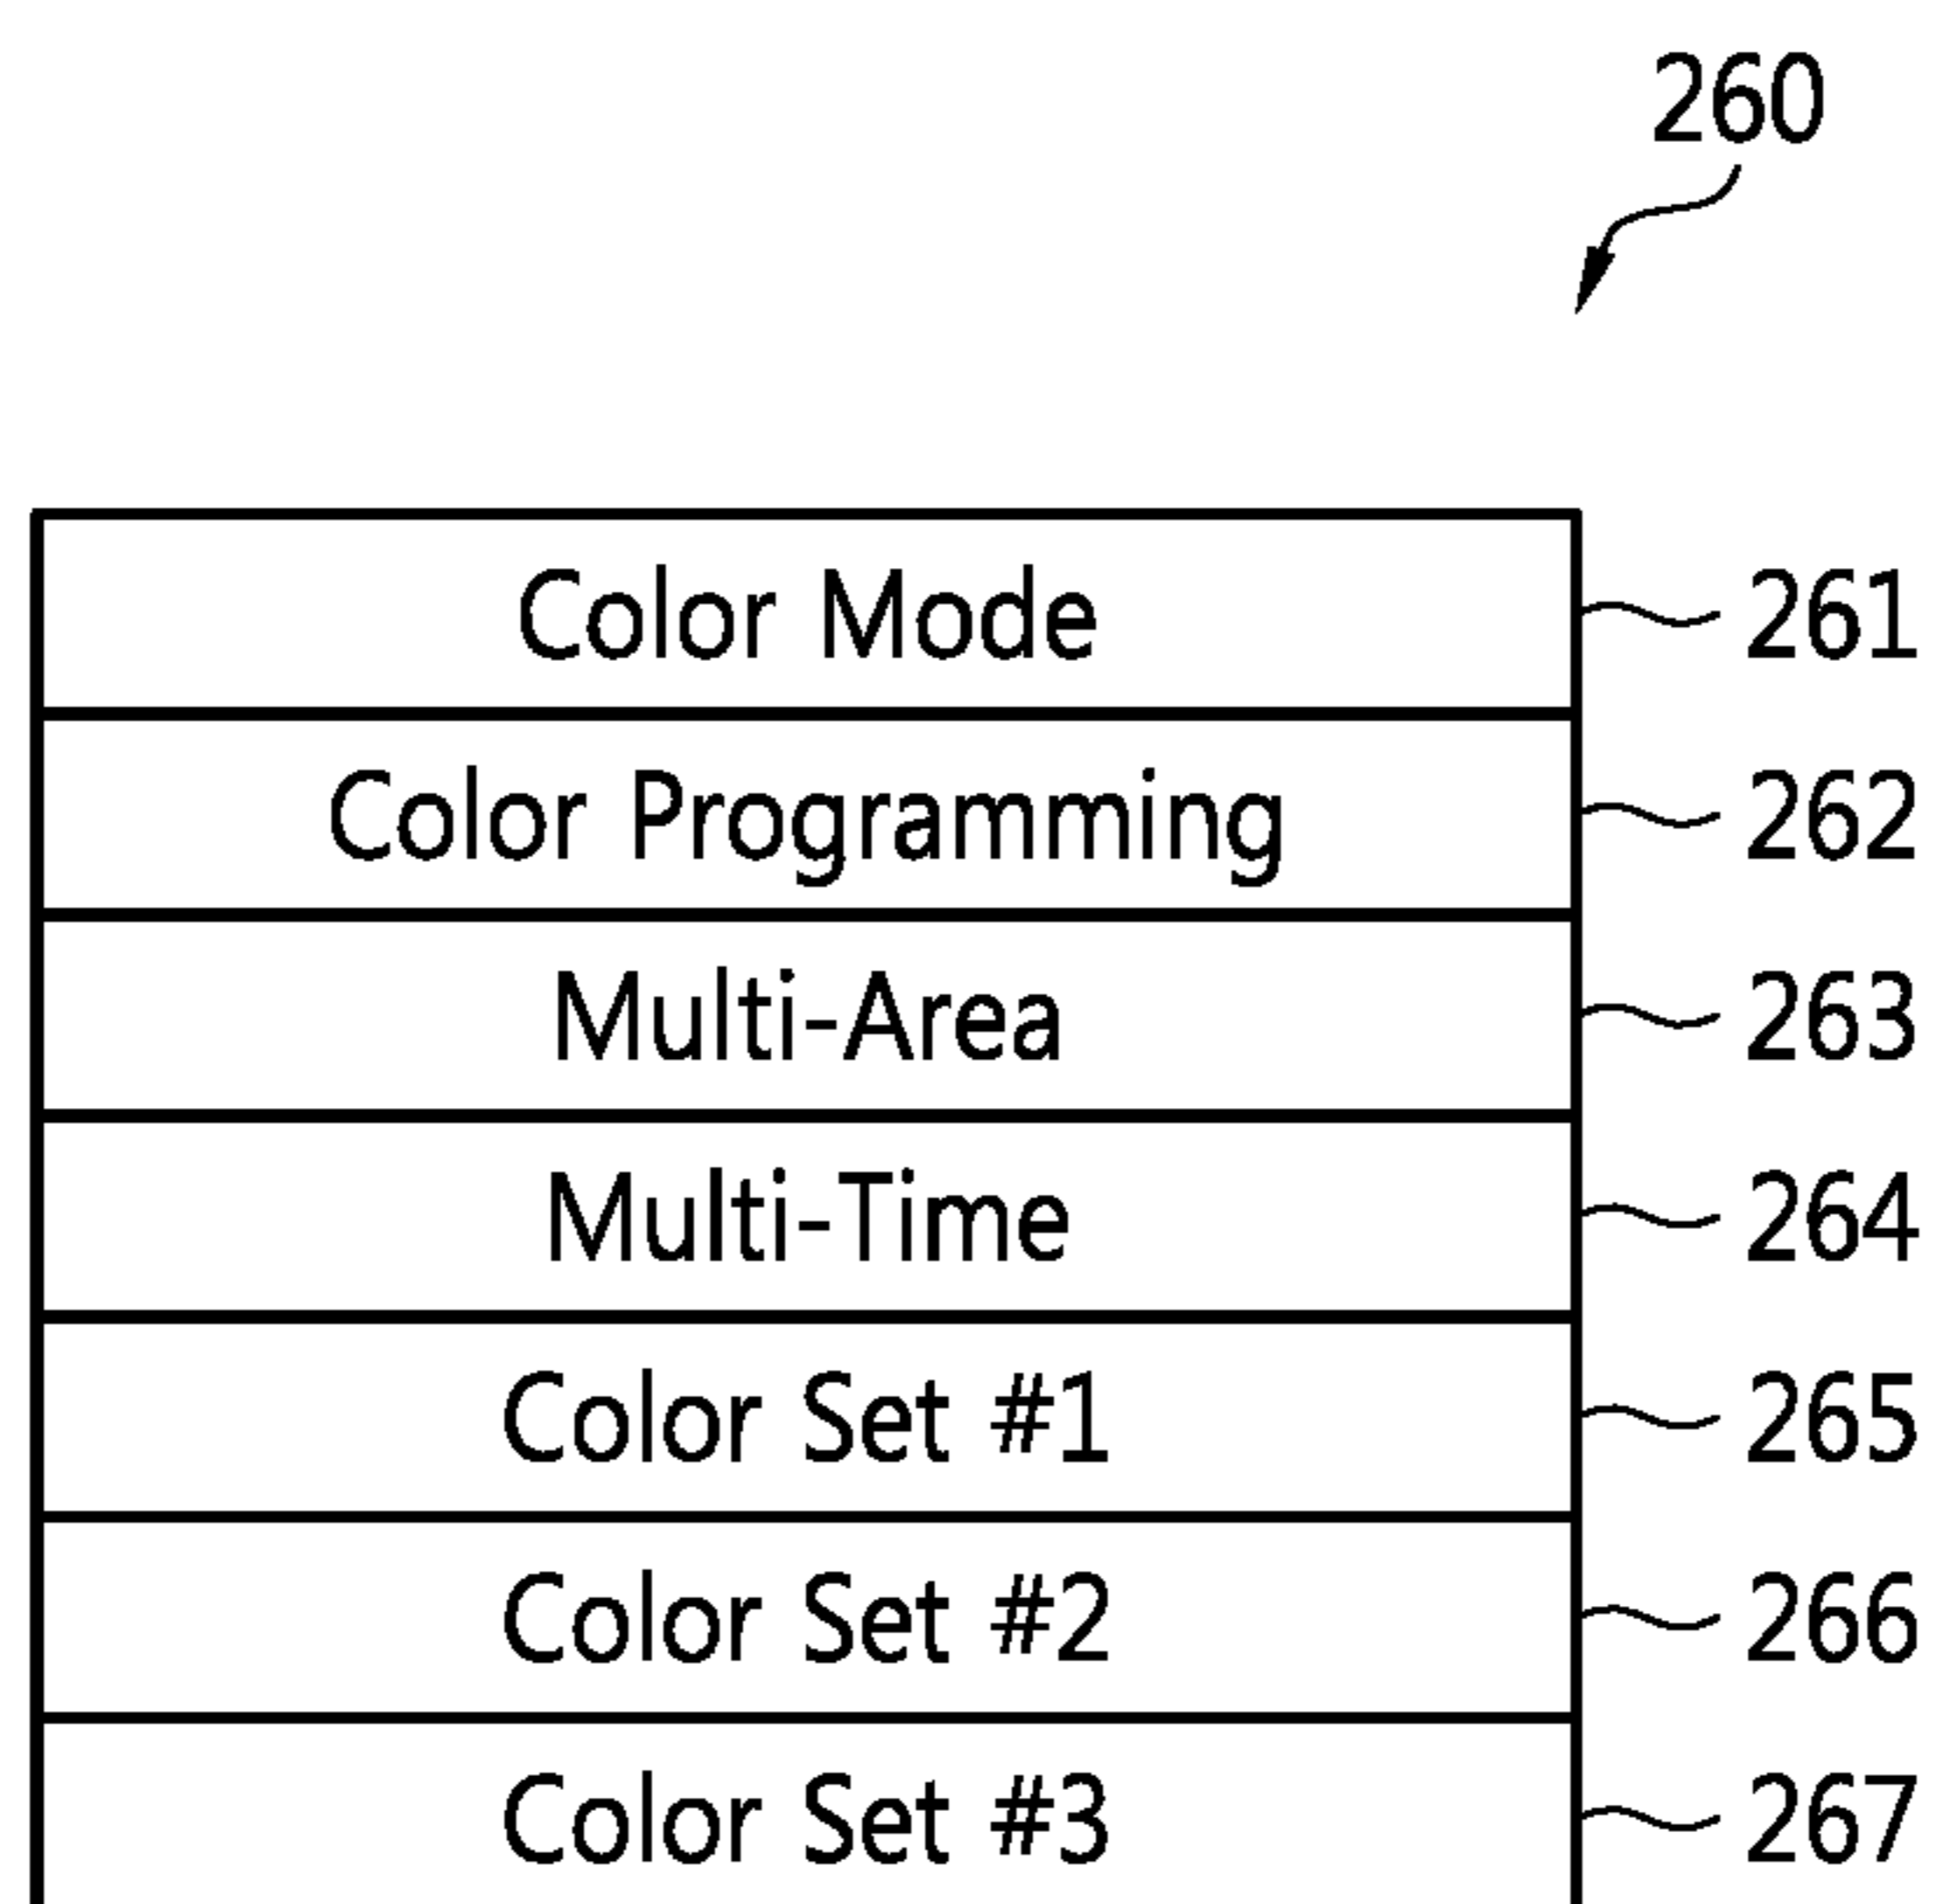 260
Color Mode 261
Color Programming 262
Multi-Area 263
Multi-Time 264
Color Set #1 265
Color Set #2 266
Color Set #3 267